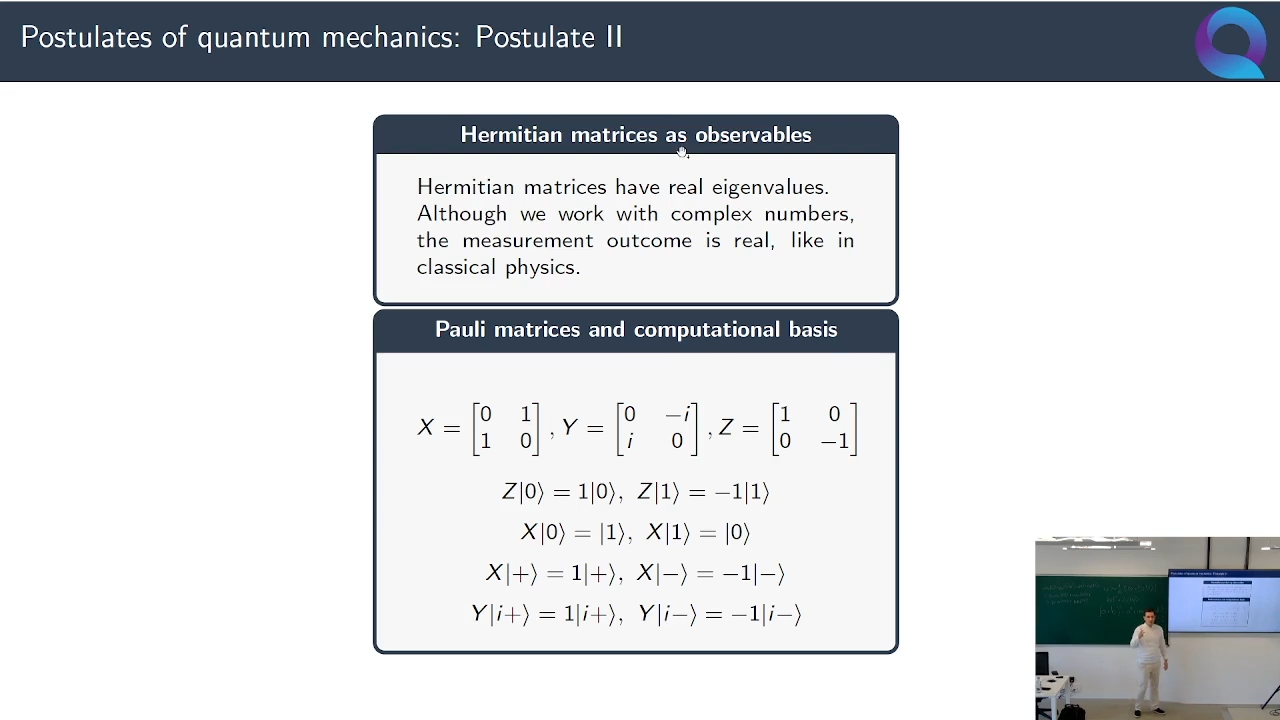 Postulates of quantum mechanics: Postulate II
Hermitian matrices as observables
Hermitian matrices have real eigenvalues.
Although we work with complex numbers,
the measurement outcome is real, like in
classical physics.
Pauli matrices and computational basis
X = [0 1; 1 0], Y = [0 −i; i 0], Z = [1 0; 0 −1]
Z|0⟩ = 1|0⟩, Z|1⟩ = −1|1⟩
X|0⟩ = |1⟩, X|1⟩ = |0⟩
X|+⟩ = 1|+⟩, X|−⟩ = −1|−⟩
Y|i+⟩ = 1|i+⟩, Y|i−⟩ = −1|i−⟩